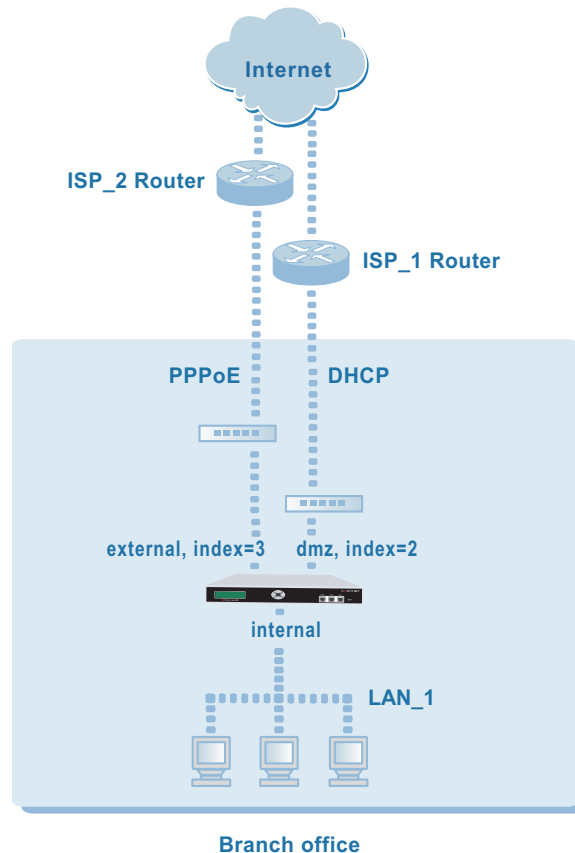 Internet
ISP_2 Router
ISP_1 Router
PPPoE
DHCP
external, index=3
dmz, index=2
internal
LAN_1
Branch office